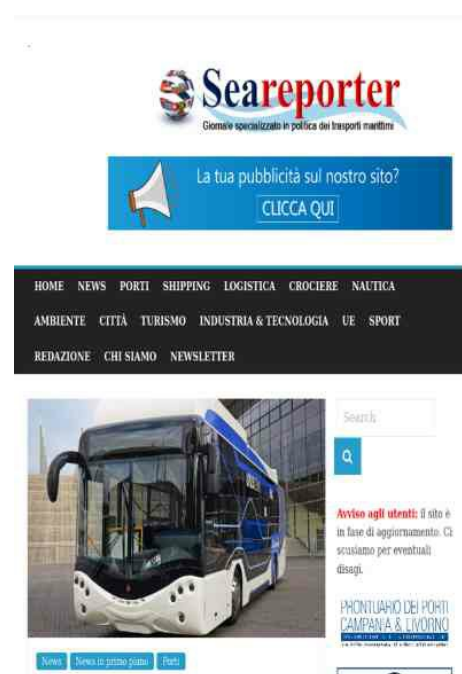 Seareporter
Giornale specializzato in politica dei trasporti marittimi
La tua pubblicità sul nostro sito?
CLICCA QUI
HOME NEWS PORTI SHIPPING LOGISTICA CROCIERE NAUTICA
AMBIENTE CITTÀ TURISMO INDUSTRIA & TECNOLOGIA UE SPORT
REDAZIONE CHI SIAMO NEWSLETTER
Search
Avviso agli utenti: il sito è
in fase di aggiornamento. Ci
scusiamo per eventuali
disagi.
PRONTUARIO DEI PORTI
CAMPANIA & LIVORNO
News News in primo piano Porti